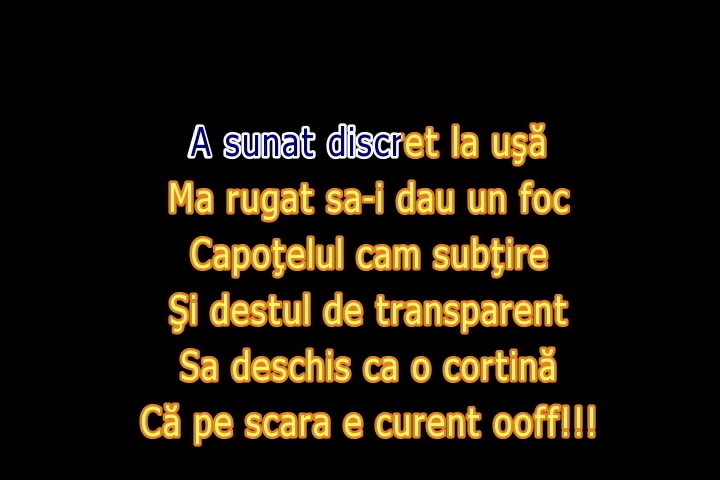 A sunat discret la uşă
Ma rugat sa-i dau un foc
Capoţelul cam subţire
Şi destul de transparent
Sa deschis ca o cortină
Că pe scara e curent ooff!!!